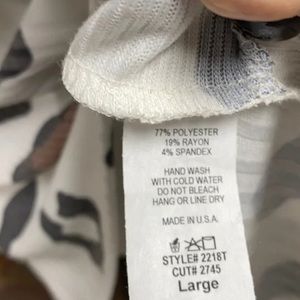 77% POLYESTER
19% RAYON
4% SPANDEX
HAND WASH
WITH COLD WATER
DO NOT BLEACH
HANG OR LINE DRY
MADE IN U.S.A.
STYLE# 2218T
CUT# 2745
Large